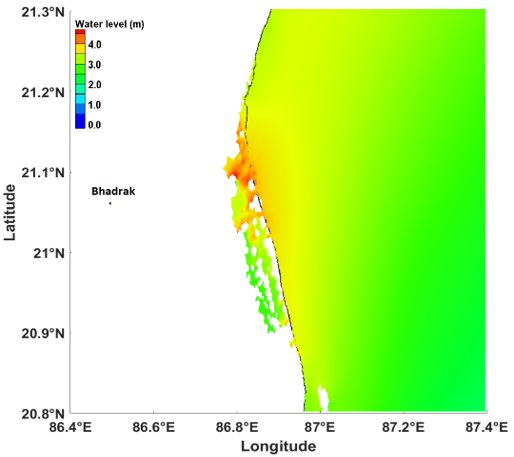 21.3°N
Water level (m)
4.0
3.0
2.0
1.0
0.0
21.2°N
21.1°N
Bhadrak
Latitude
21°N
20.9°N
20.8°N
86.4°E 86.6°E 86.8°E 87°E 87.2°E 87.4°E
Longitude